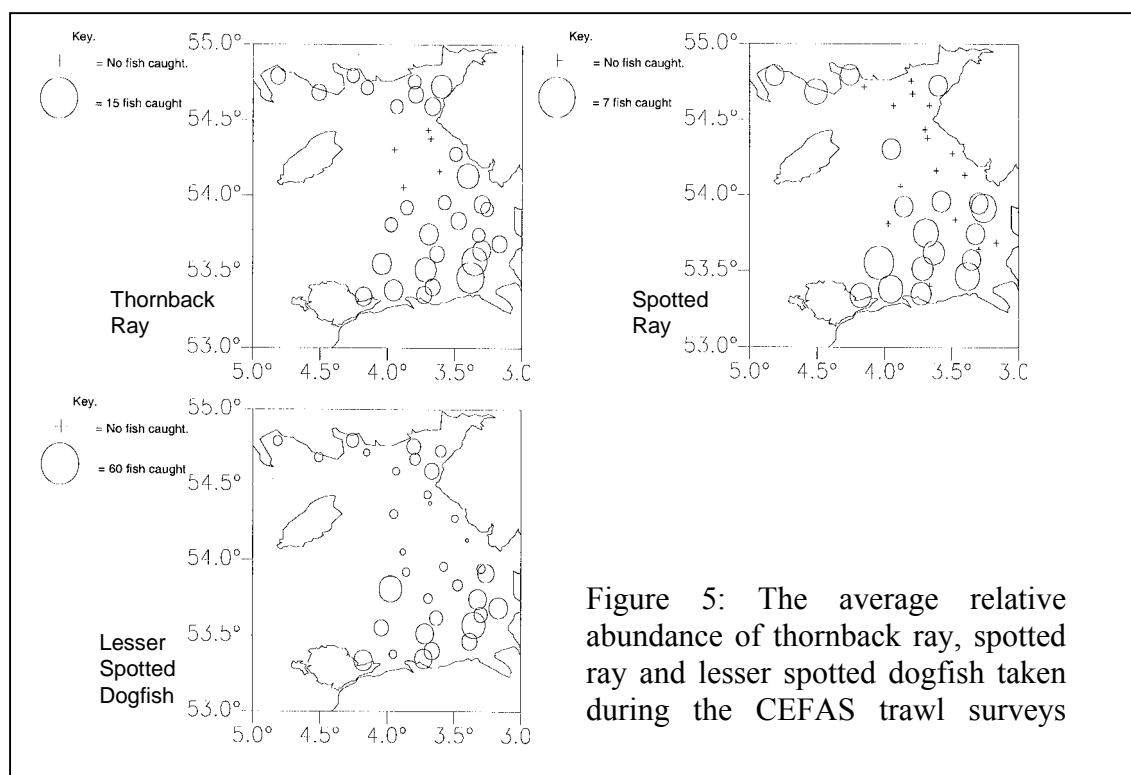 Key.
= No fish caught.
= 15 fish caught
55.0°
54.5°
54.0°
53.5°
53.0°
5.0° 4.5° 4.0° 3.5° 3.0
Thornback
Ray
Key.
= No fish caught.
= 7 fish caught
55.0°
54.5°
54.0°
53.5°
53.0°
5.0° 4.5° 4.0° 3.5° 3.0
Spotted
Ray
Key.
= No fish caught.
= 60 fish caught
55.0°
54.5°
54.0°
53.5°
53.0°
5.0° 4.5° 4.0° 3.5° 3.0
Lesser
Spotted
Dogfish
Figure 5: The average relative
abundance of thornback ray, spotted
ray and lesser spotted dogfish taken
during the CEFAS trawl surveys